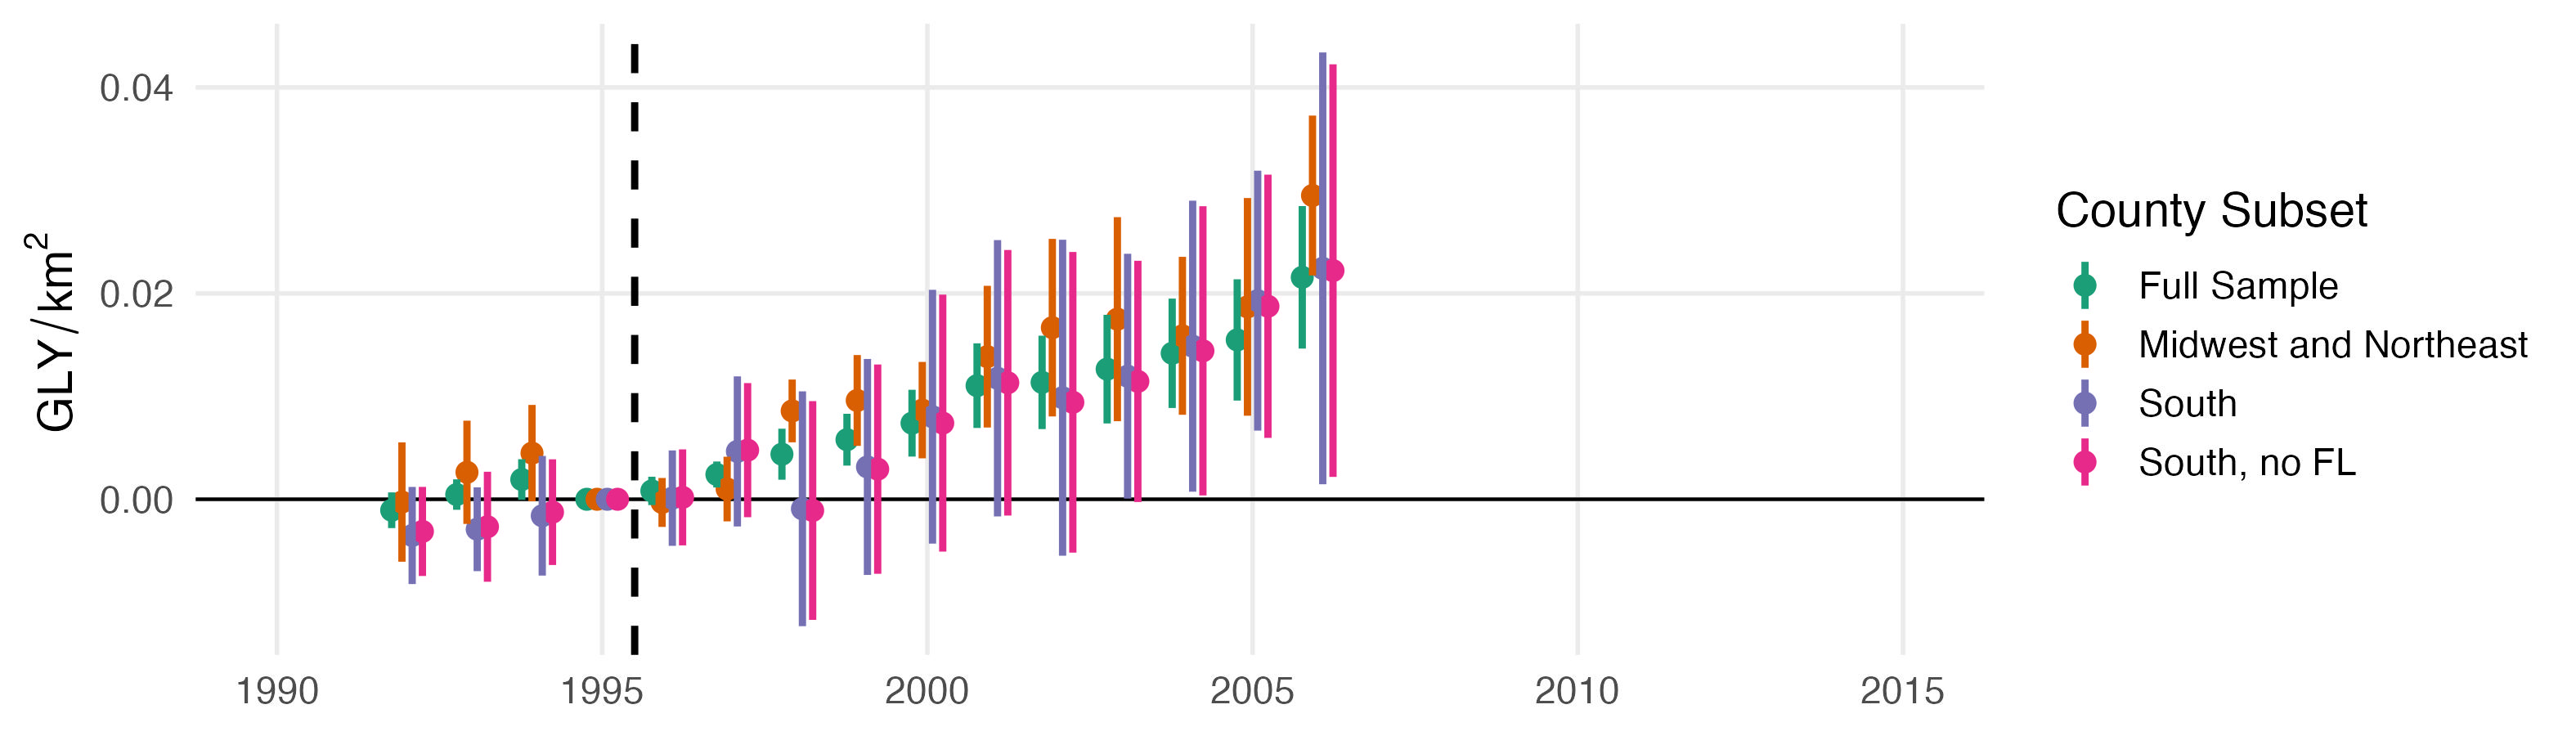 GLY/km²
0.04
0.02
0.00
1990 1995 2000 2005 2010 2015
County Subset
Full Sample
Midwest and Northeast
South
South, no FL